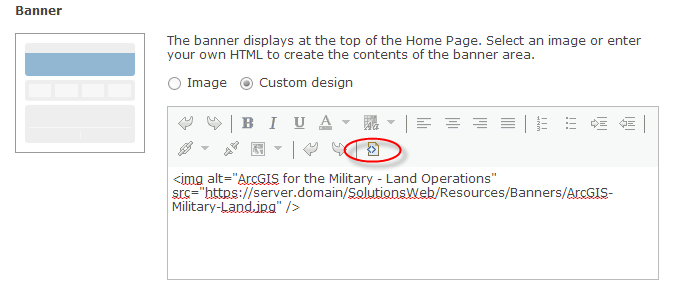 Banner
The banner displays at the top of the Home Page. Select an image or enter
your own HTML to create the contents of the banner area.
Image Custom design
B I U A
<img alt="ArcGIS for the Military - Land Operations"
src="https://server.domain/SolutionsWeb/Resources/Banners/ArcGIS-
Military-Land.jpg" />